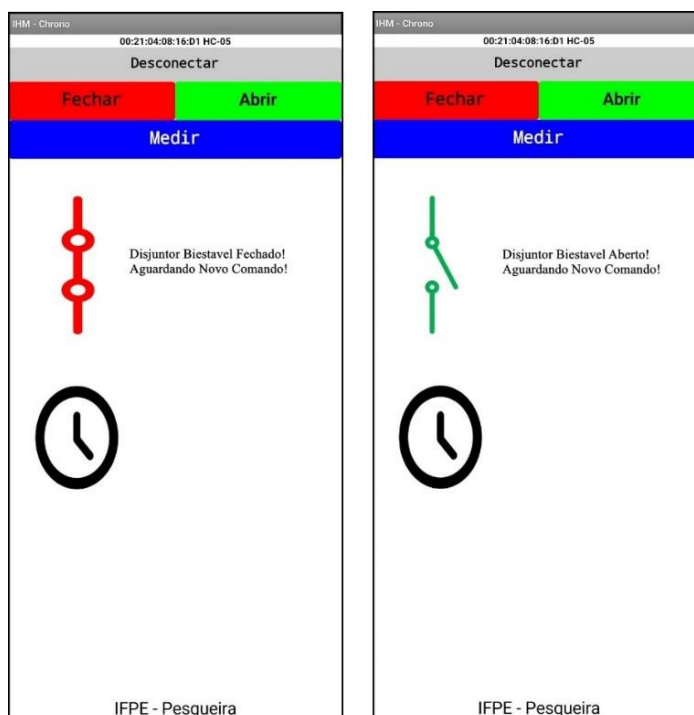 IHM - Chrono
00:21:04:08:16:D1 HC-05
Desconectar
Fechar Abrir
Medir
Disjuntor Biestavel Fechado!
Aguardando Novo Comando!
IFPE - Pesqueira
IHM - Chrono
00:21:04:08:16:D1 HC-05
Desconectar
Fechar Abrir
Medir
Disjuntor Biestavel Aberto!
Aguardando Novo Comando!
IFPE - Pesqueira